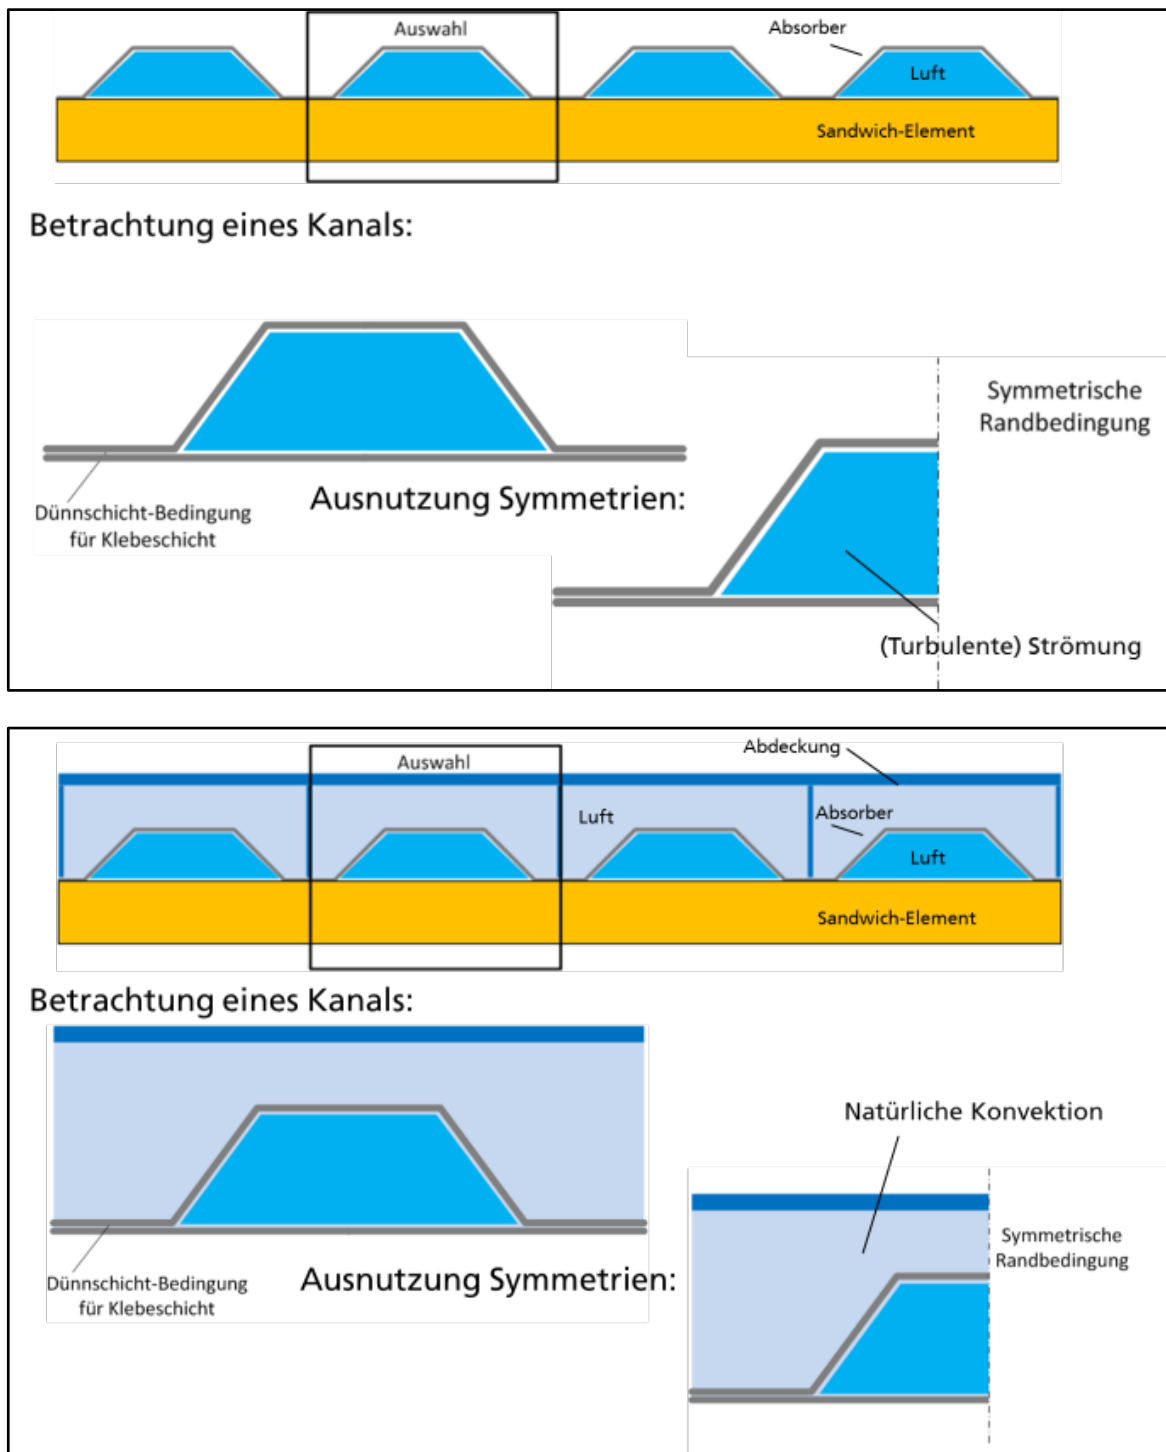 Auswahl
Absorber
Luft
Sandwich-Element
Betrachtung eines Kanals:
Symmetrische
Randbedingung
Dünnschicht-Bedingung
für Klebeschicht
Ausnutzung Symmetrien:
(Turbulente) Strömung
Abdeckung
Auswahl
Luft
Absorber
Luft
Sandwich-Element
Betrachtung eines Kanals:
Natürliche Konvektion
Symmetrische
Randbedingung
Dünnschicht-Bedingung
für Klebeschicht
Ausnutzung Symmetrien: